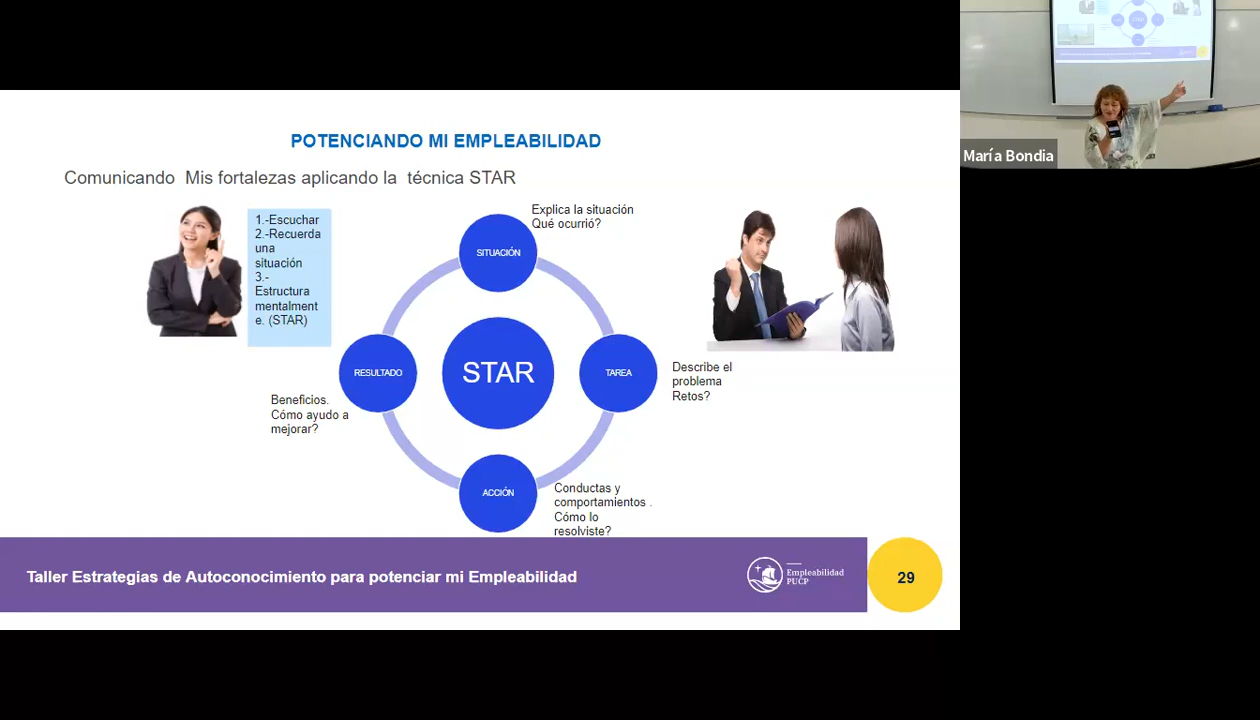 POTENCIANDO MI EMPLEABILIDAD
Comunicando Mis fortalezas aplicando la técnica STAR
1.-Escuchar
2.-Recuerda
una
situación
3.-
Estructura
mentalment
e. (STAR)
Explica la situación
Qué ocurrió?
SITUACIÓN
STAR
RESULTADO
TAREA
Describe el
problema
Retos?
Beneficios.
Cómo ayudo a
mejorar?
ACCIÓN
Conductas y
comportamientos .
Cómo lo
resolviste?
Taller Estrategias de Autoconocimiento para potenciar mi Empleabilidad
Empleabilidad
PUCP
29
María Bondia